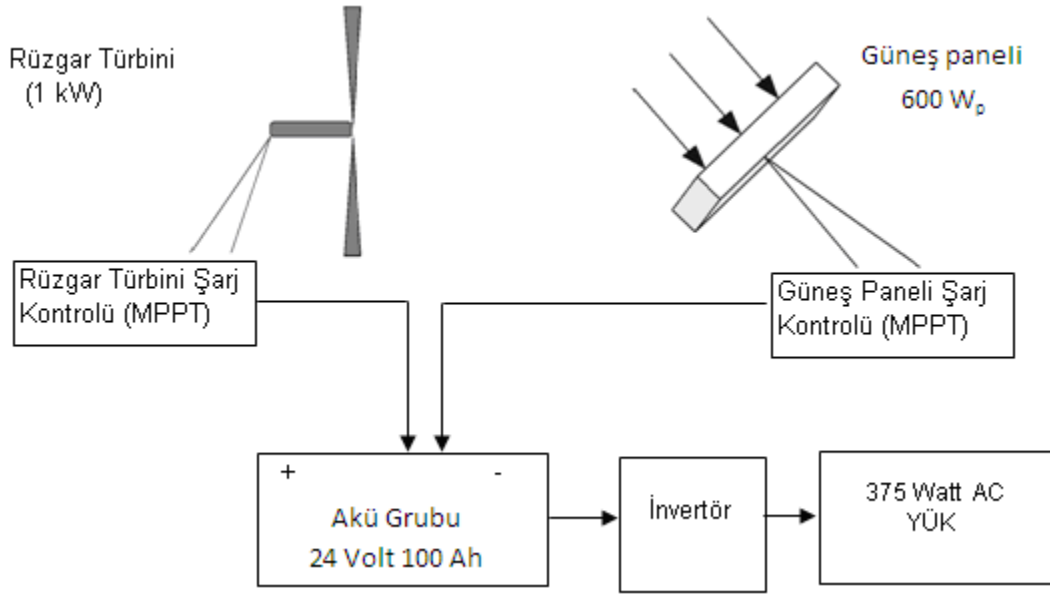 Rüzgar Türbini
(1 kW)
Güneş paneli
600 Wp
Rüzgar Türbini Şarj
Kontrolü (MPPT)
Güneş Paneli Şarj
Kontrolü (MPPT)
+ -
Akü Grubu
24 Volt 100 Ah
İnvertör
375 Watt AC
YÜK